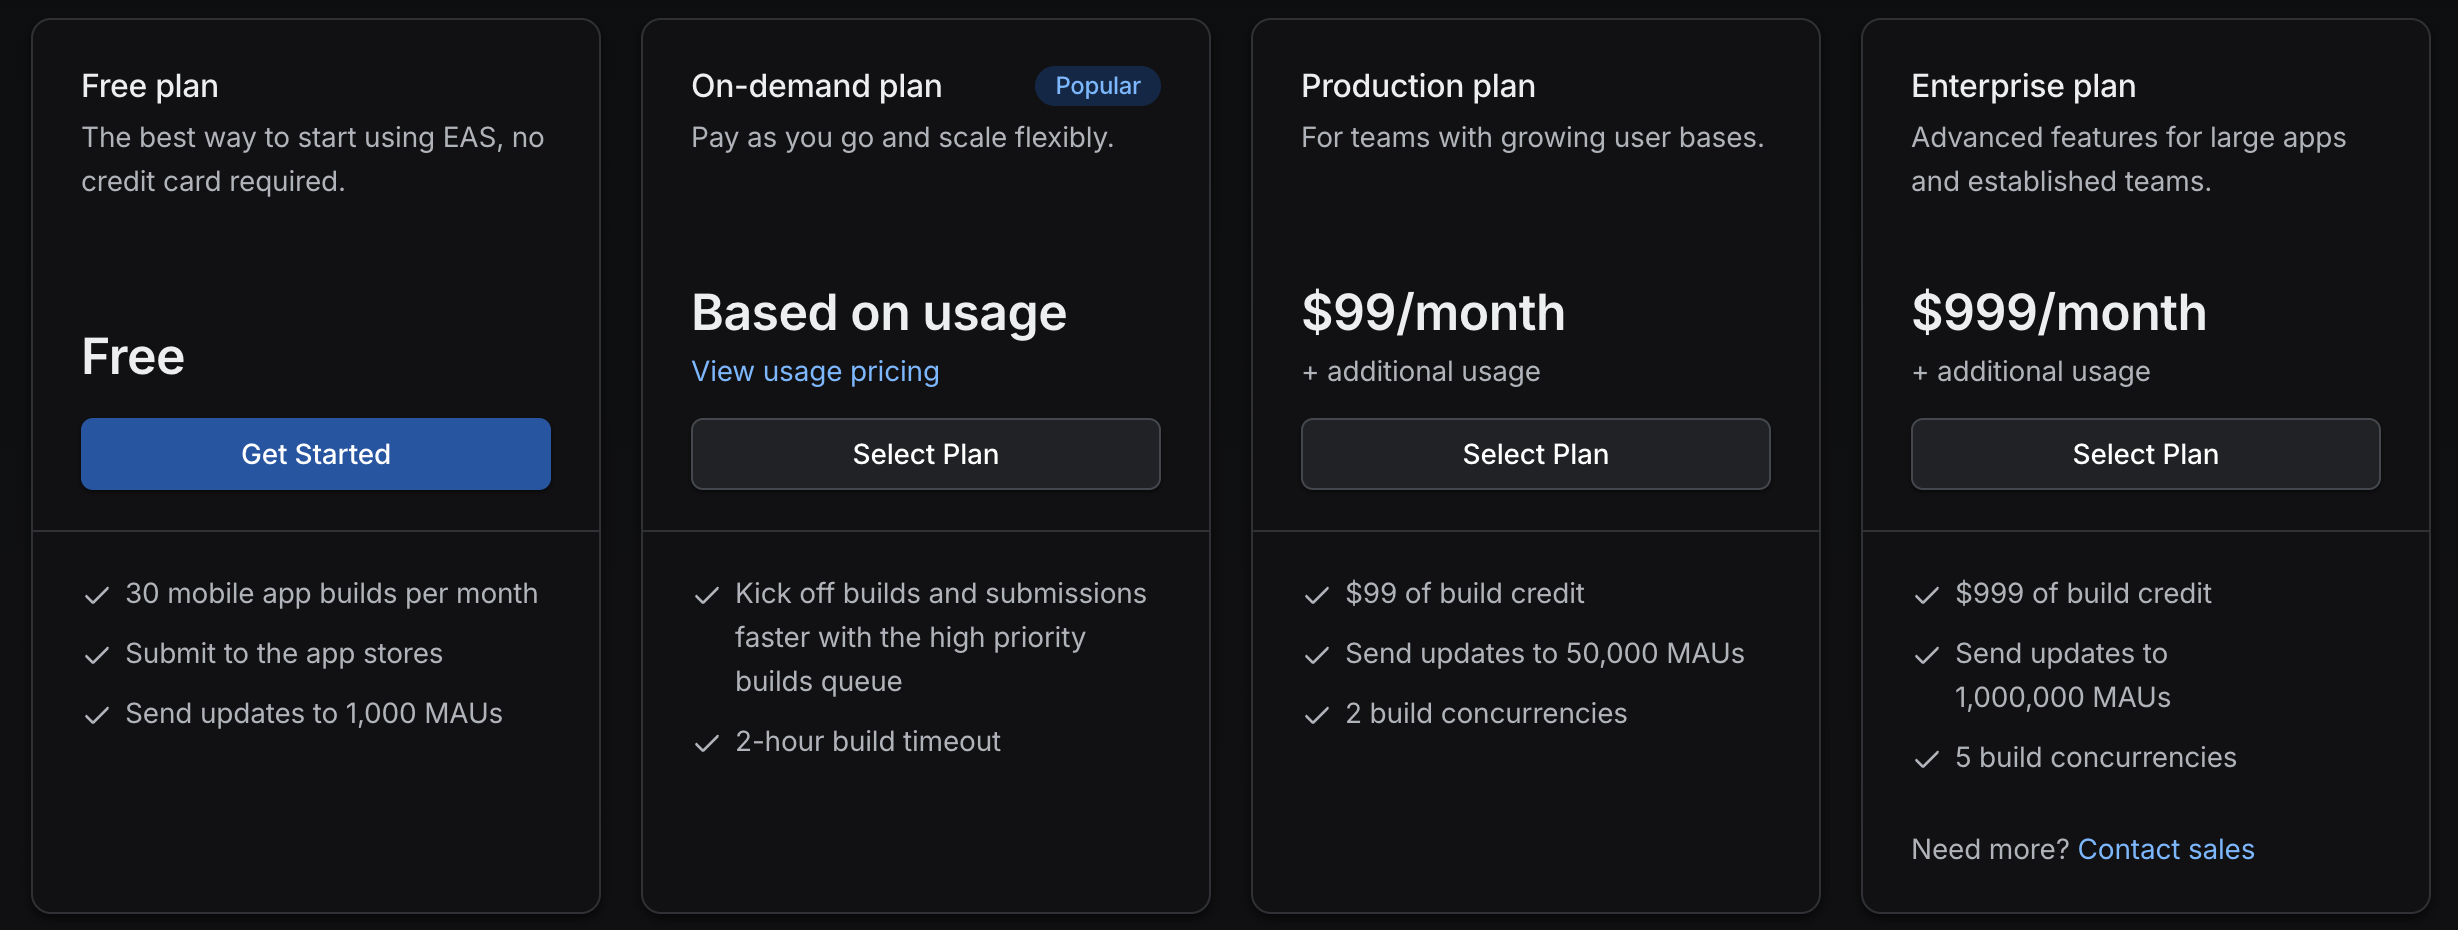 Free plan
The best way to start using EAS, no
credit card required.
Free
Get Started
30 mobile app builds per month
Submit to the app stores
Send updates to 1,000 MAUs
On-demand plan
Popular
Pay as you go and scale flexibly.
Based on usage
View usage pricing
Select Plan
Kick off builds and submissions
faster with the high priority
builds queue
2-hour build timeout
Production plan
For teams with growing user bases.
$99/month
+ additional usage
Select Plan
$99 of build credit
Send updates to 50,000 MAUs
2 build concurrencies
Enterprise plan
Advanced features for large apps
and established teams.
$999/month
+ additional usage
Select Plan
$999 of build credit
Send updates to
1,000,000 MAUs
5 build concurrencies
Need more? Contact sales